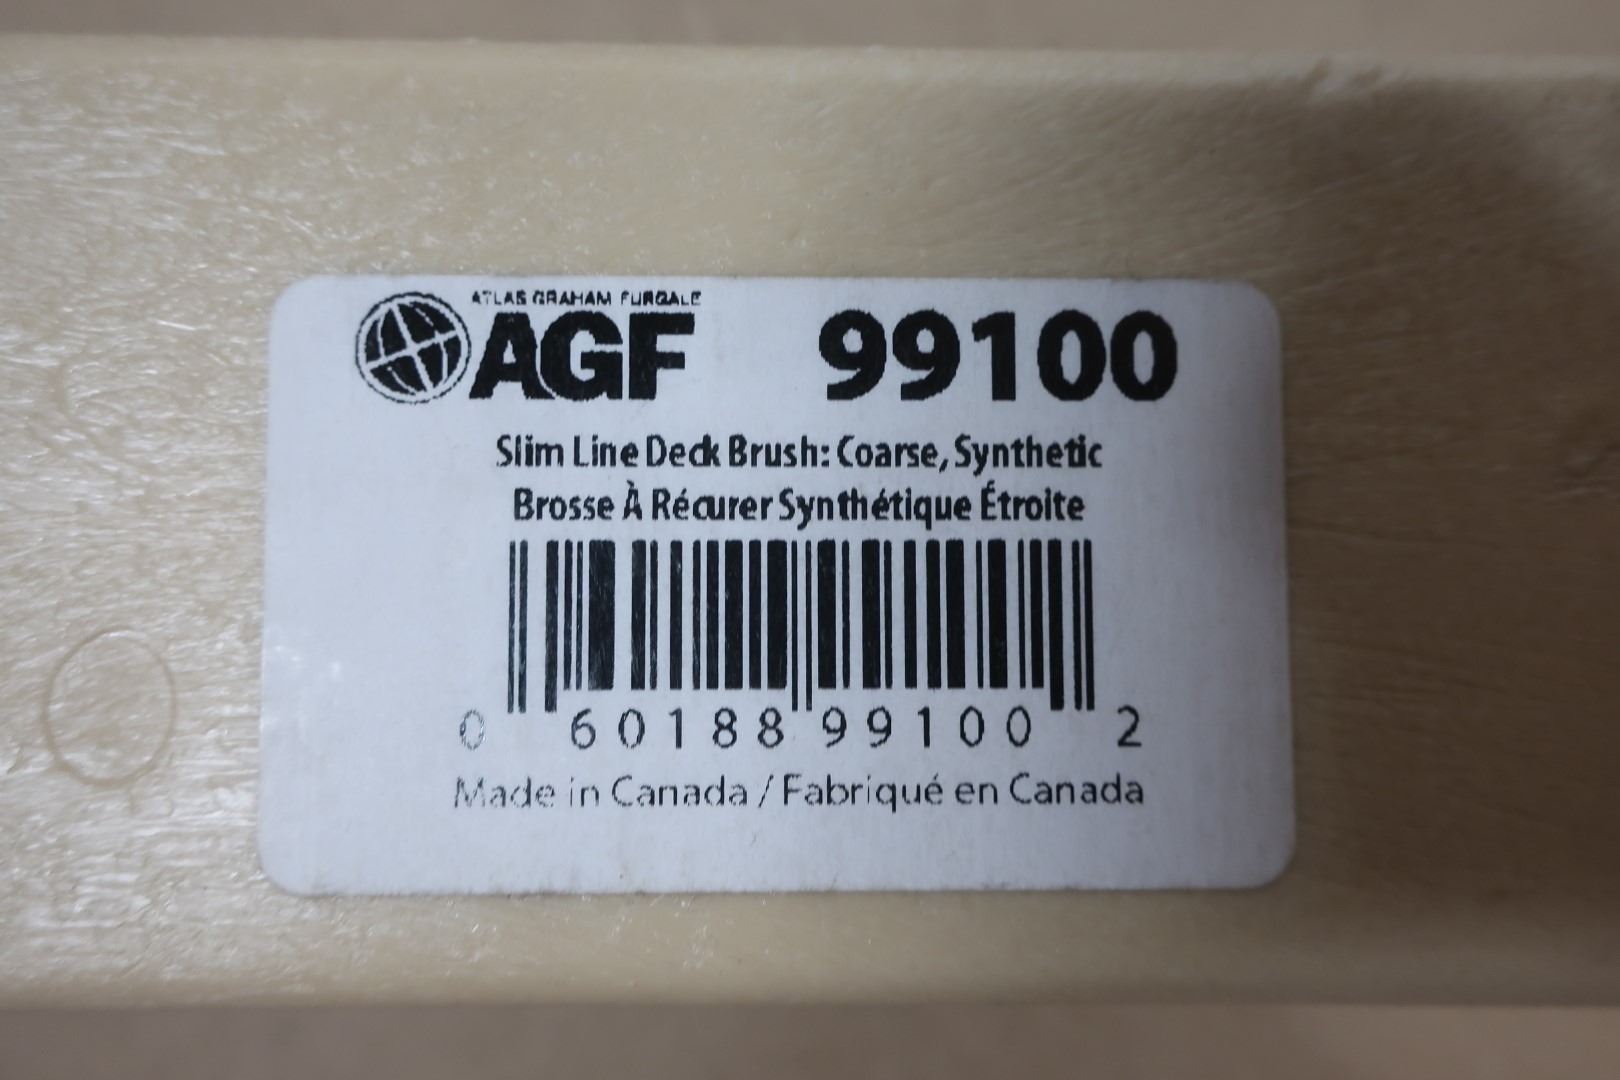 ATLAS GRAHAM FURGALE
AGF 99100
Slim Line Deck Brush: Coarse, Synthetic
Brosse À Récurer Synthétique Étroite
0 60188 99100 2
Made in Canada / Fabriqué en Canada